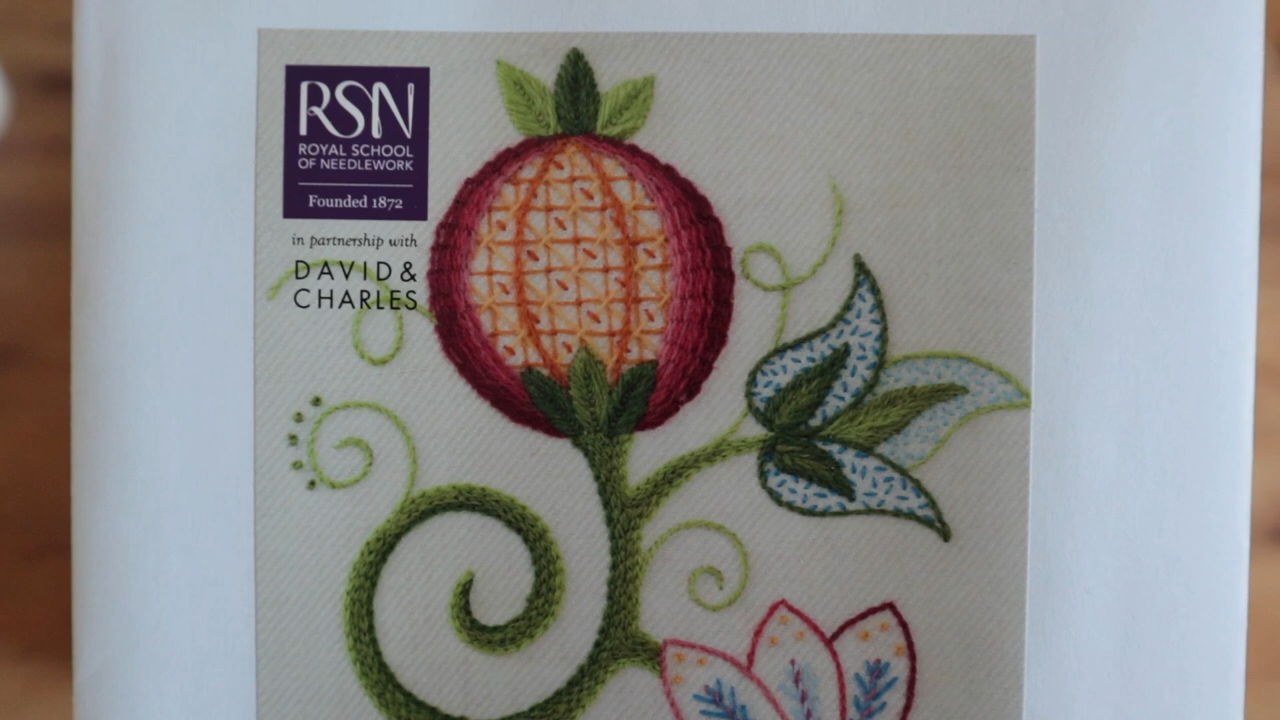 RSN
ROYAL SCHOOL
OF NEEDLEWORK
Founded 1872
in partnership with
DAVID &
CHARLES